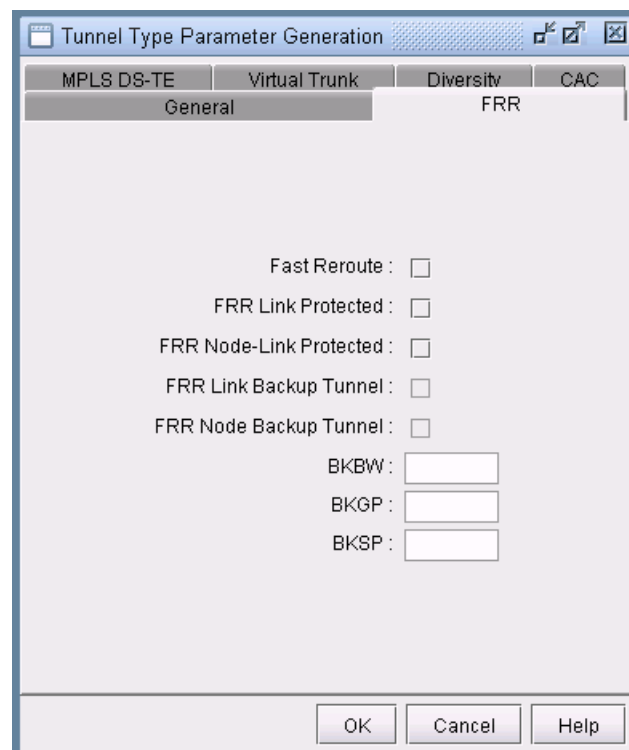 Tunnel Type Parameter Generation
MPLS DS-TE Virtual Trunk Diversity CAC
General FRR
Fast Reroute :
FRR Link Protected :
FRR Node-Link Protected :
FRR Link Backup Tunnel :
FRR Node Backup Tunnel :
BKBW :
BKGP :
BKSP :
OK Cancel Help